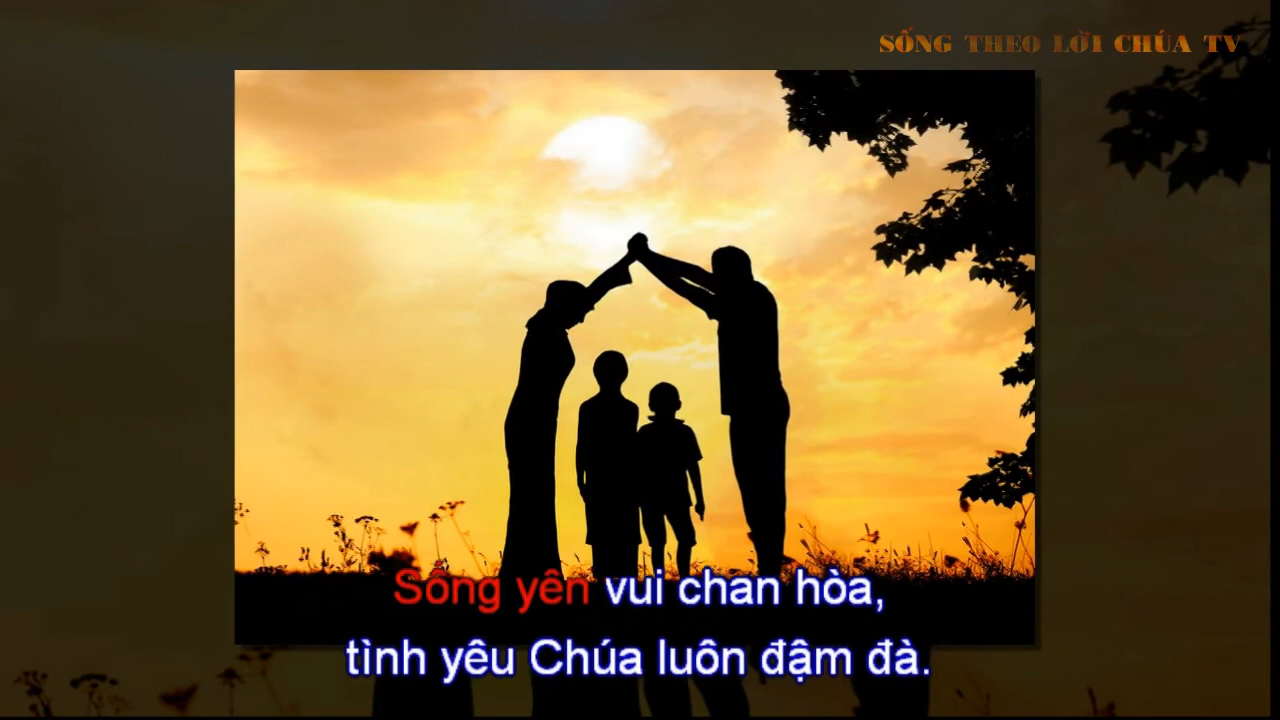 SỐNG THEO LỜI CHÚA TV
Sống yên vui chan hòa,
tình yêu Chúa luôn đậm đà.